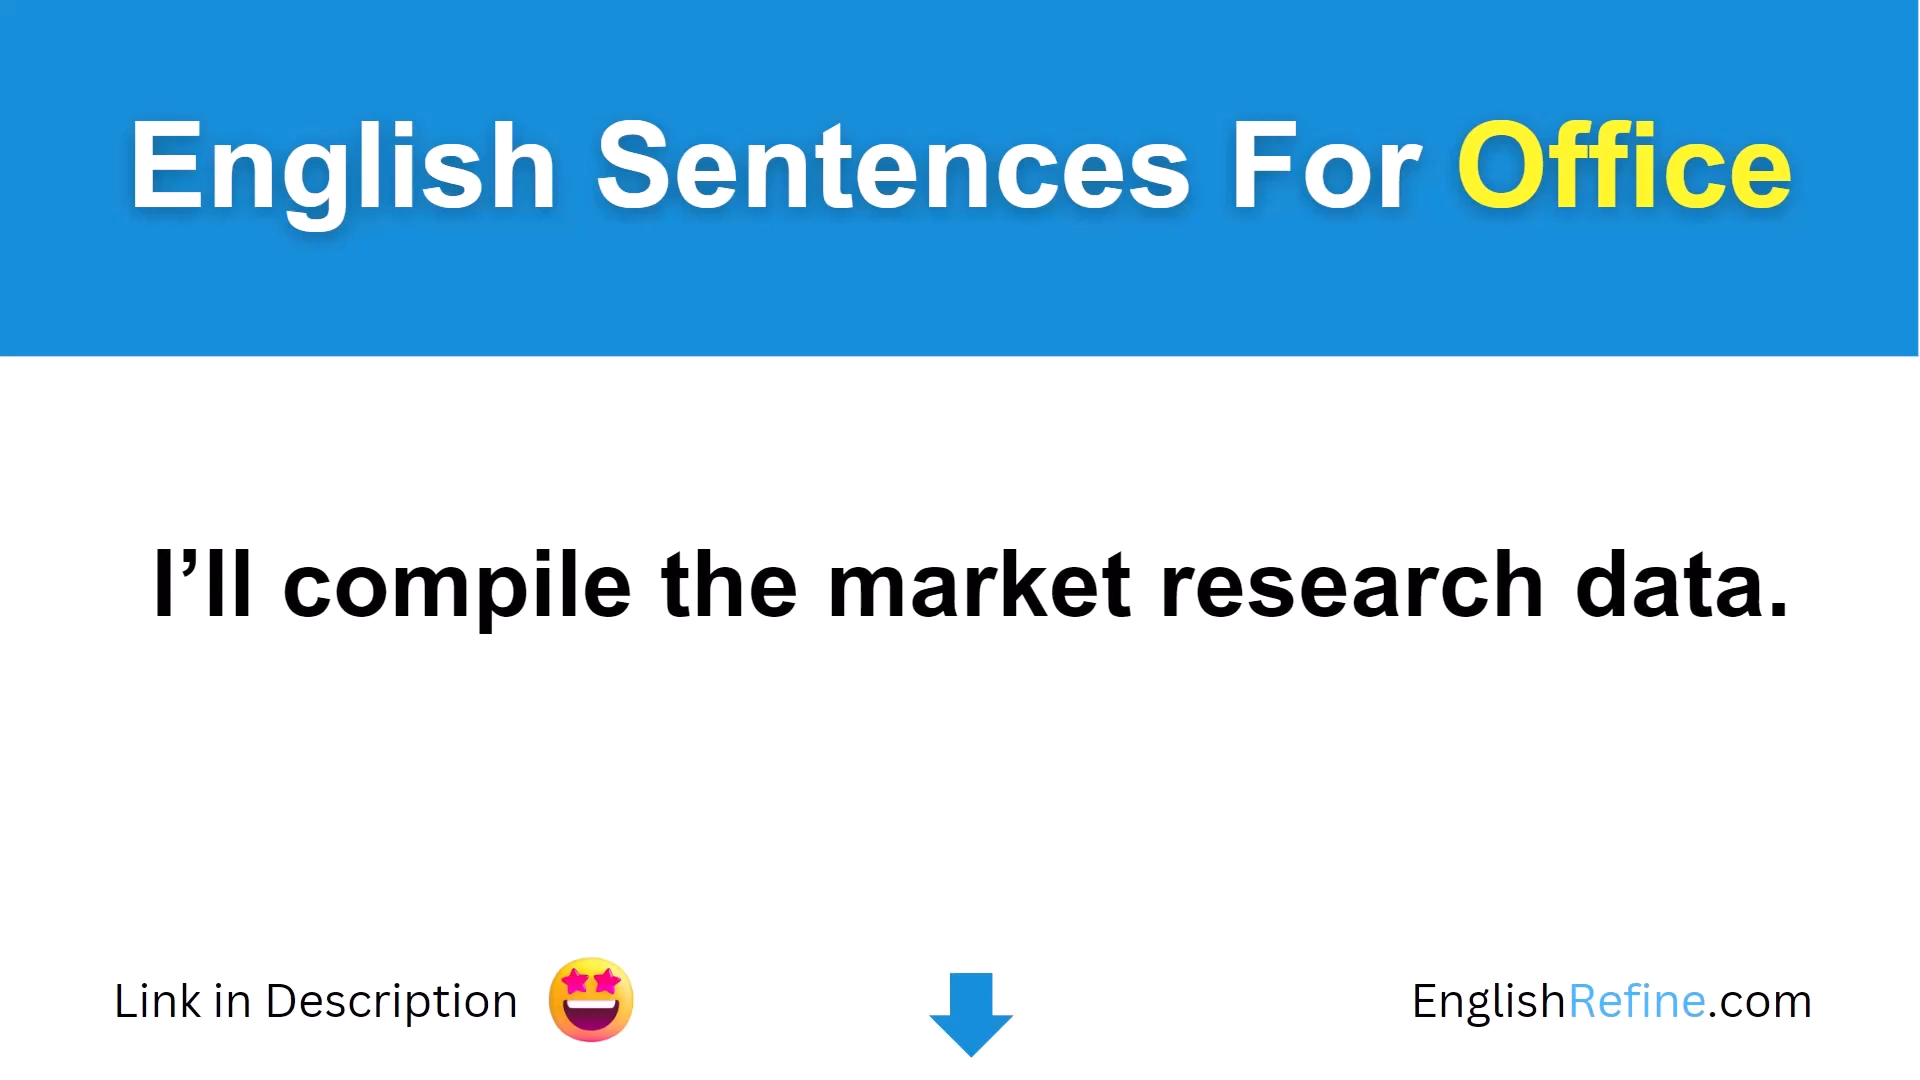 English Sentences For Office
I’ll compile the market research data.
Link in Description
EnglishRefine.com